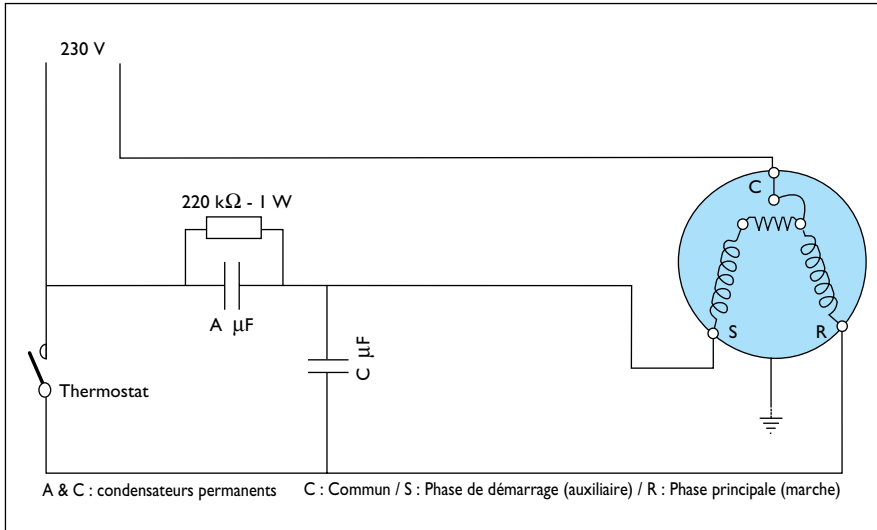 230 V
C
220 kΩ - 1 W
A µF
S
R
C µF
Thermostat
A & C : condensateurs permanents C : Commun / S : Phase de démarrage (auxiliaire) / R : Phase principale (marche)